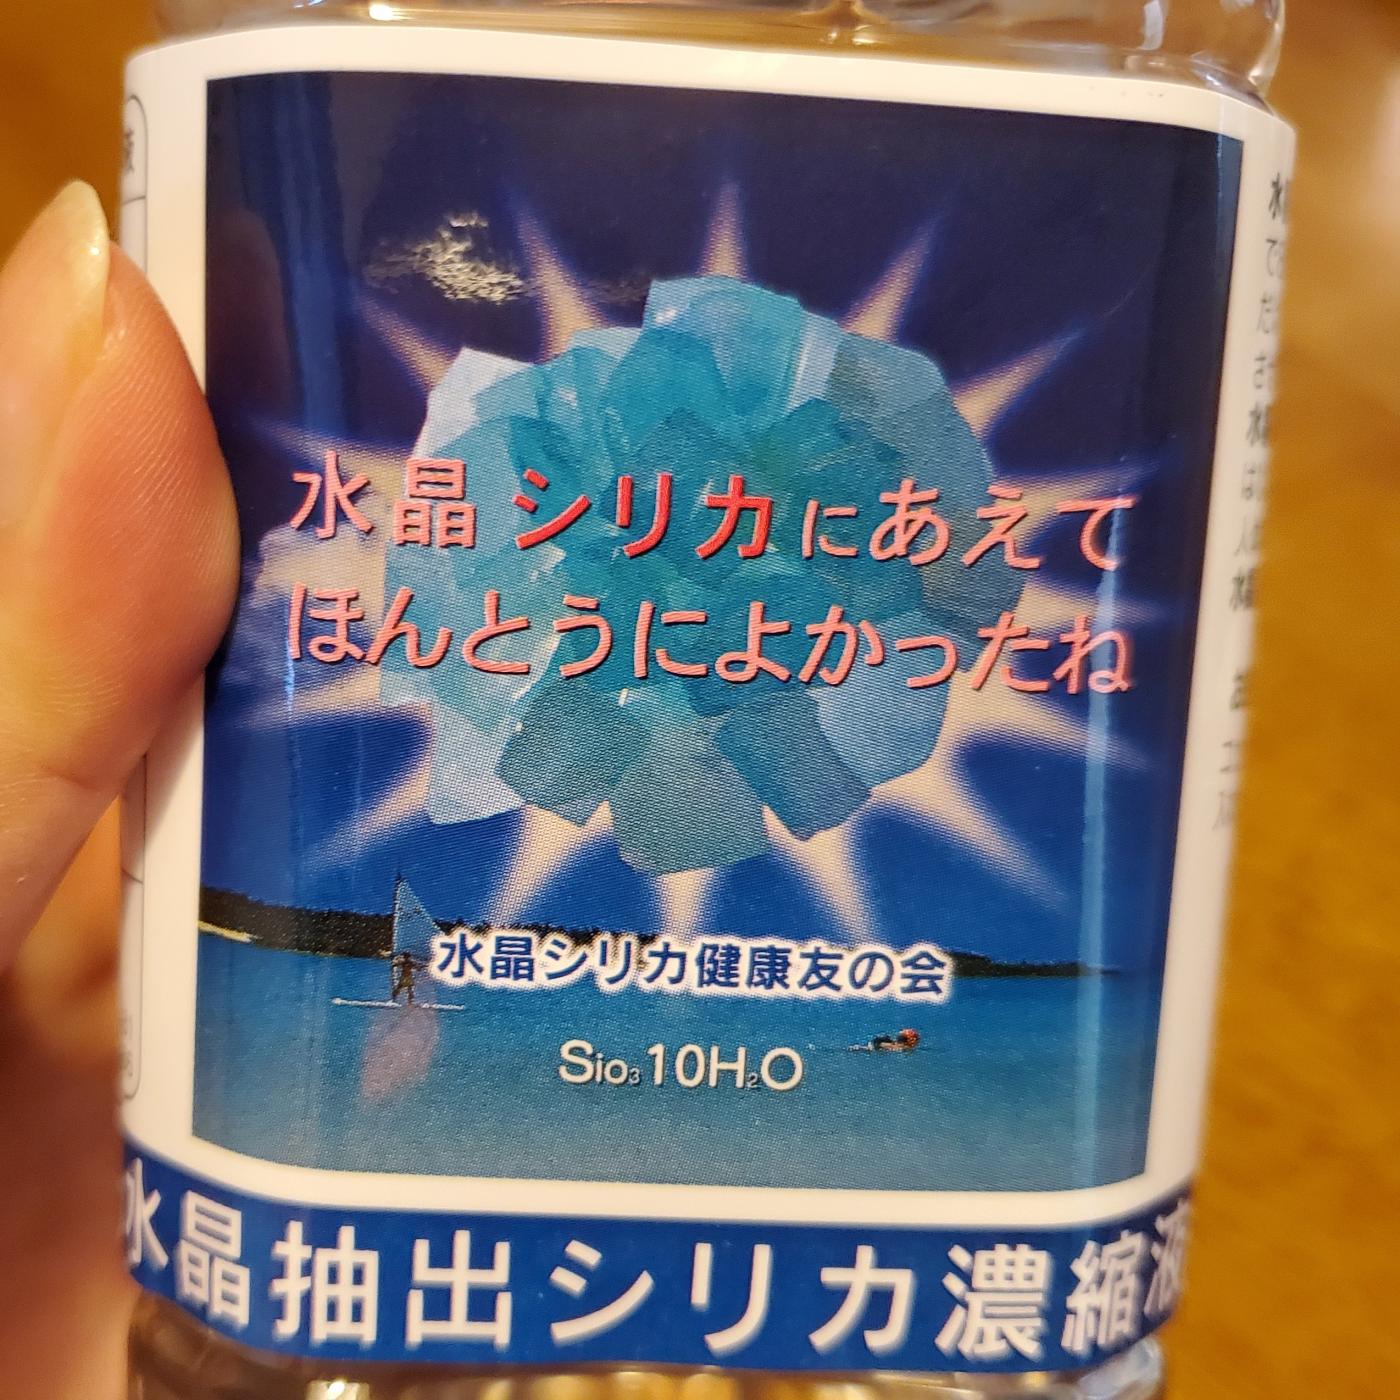 水晶シリカにあえて
ほんとうによかったね
水晶シリカ健康友の会
Sio₃10H₂O
水晶抽出シリカ濃縮液